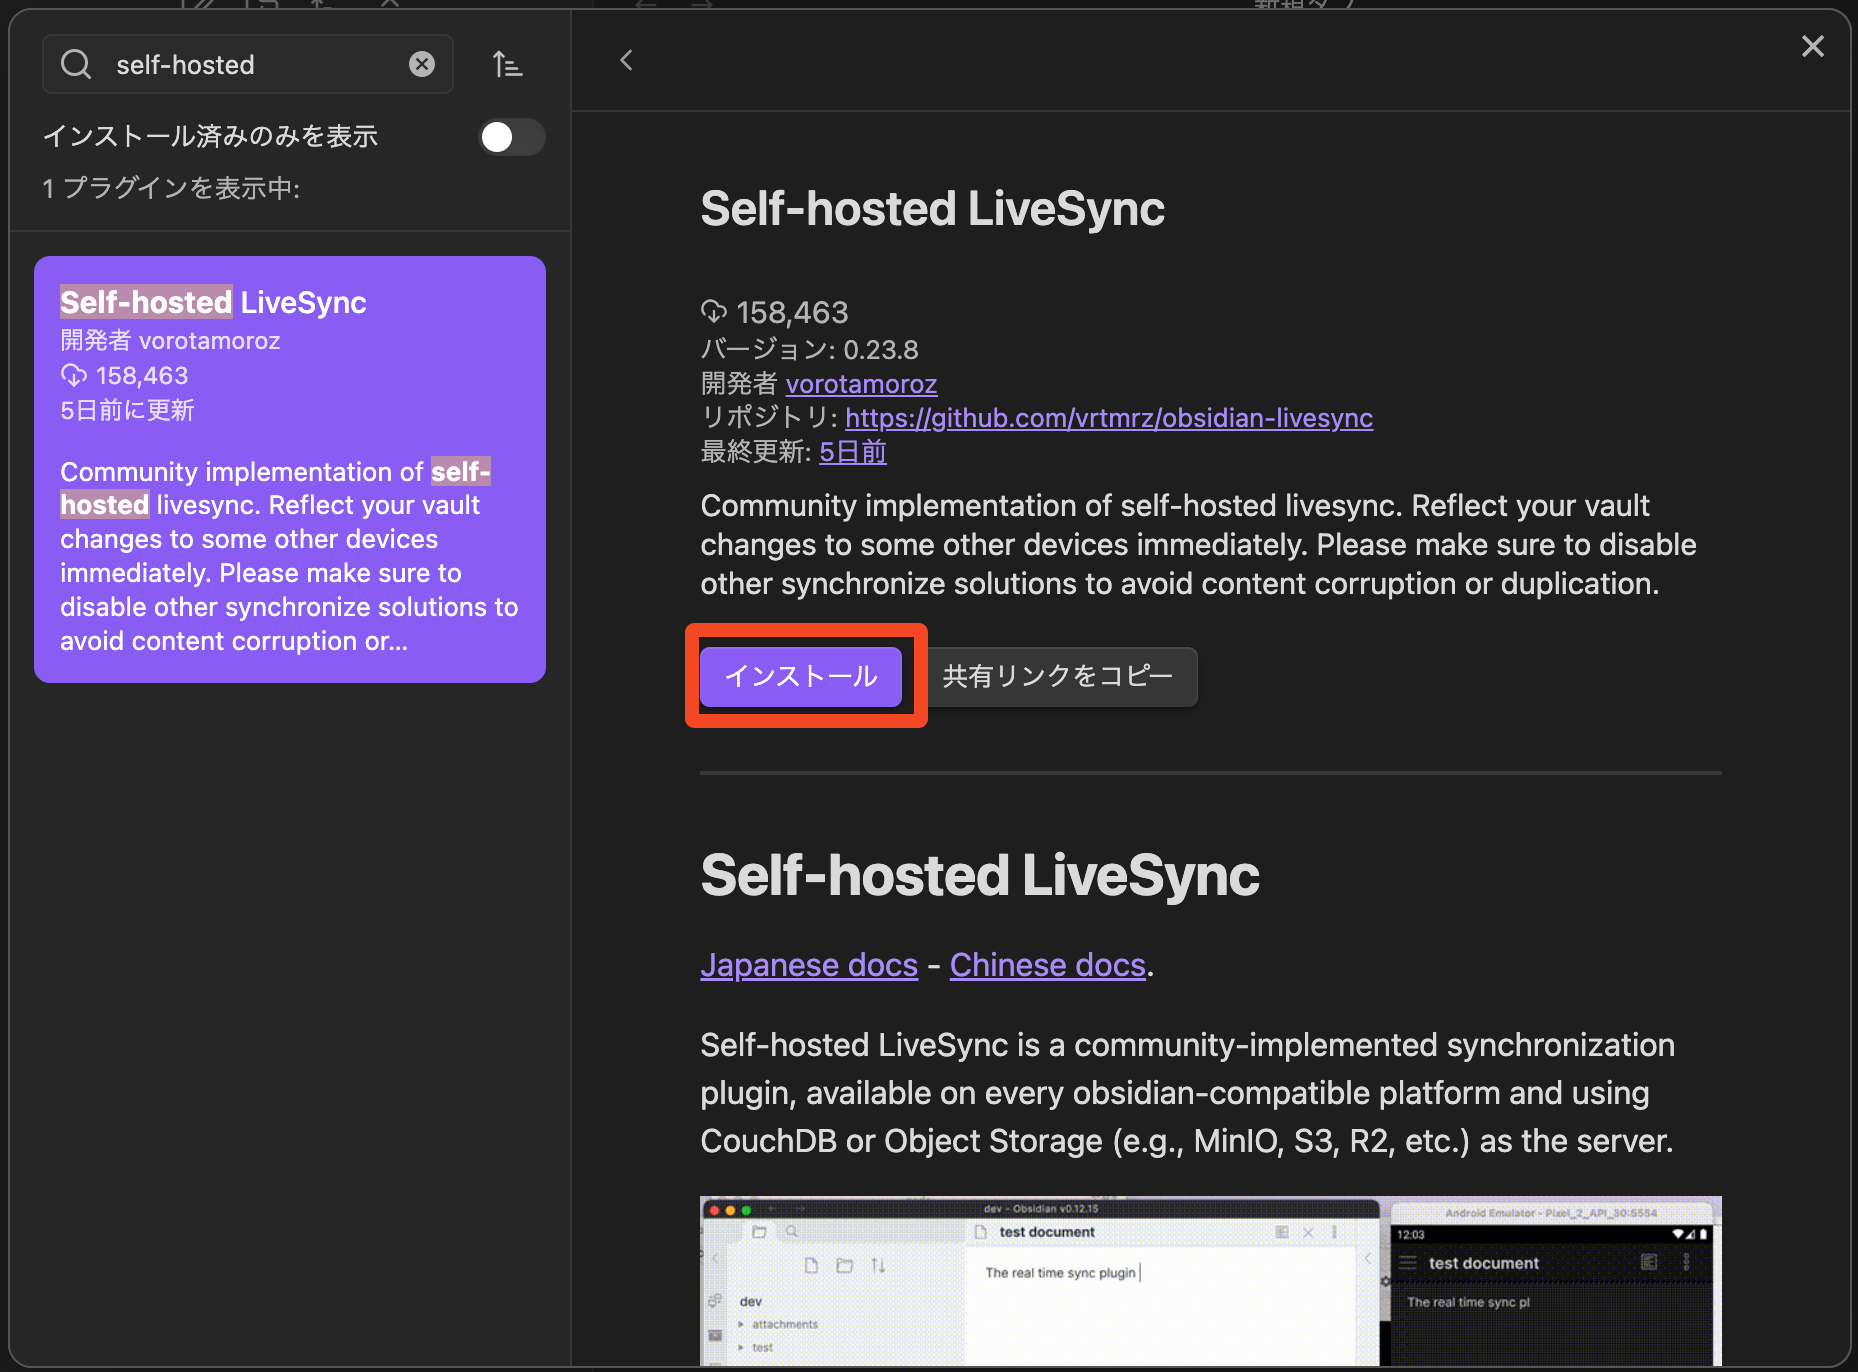 self-hosted
インストール済みのみを表示
1 プラグインを表示中:
Self-hosted LiveSync
開発者 vorotamoroz
158,463
5日前に更新
Community implementation of self-
hosted livesync. Reflect your vault
changes to some other devices
immediately. Please make sure to
disable other synchronize solutions to
avoid content corruption or...
Self-hosted LiveSync
158,463
バージョン: 0.23.8
開発者 vorotamoroz
リポジトリ: https://github.com/vrtmrz/obsidian-livesync
最終更新: 5日前
Community implementation of self-hosted livesync. Reflect your vault
changes to some other devices immediately. Please make sure to disable
other synchronize solutions to avoid content corruption or duplication.
インストール
共有リンクをコピー
Self-hosted LiveSync
Japanese docs - Chinese docs.
Self-hosted LiveSync is a community-implemented synchronization
plugin, available on every obsidian-compatible platform and using
CouchDB or Object Storage (e.g., MinIO, S3, R2, etc.) as the server.
dev - Obsidian v0.12.15
test document
The real time sync plugin
dev
attachments
test
Android Emulator - Pixel_2_API_30:5554
12:03
test document
The real time sync pl